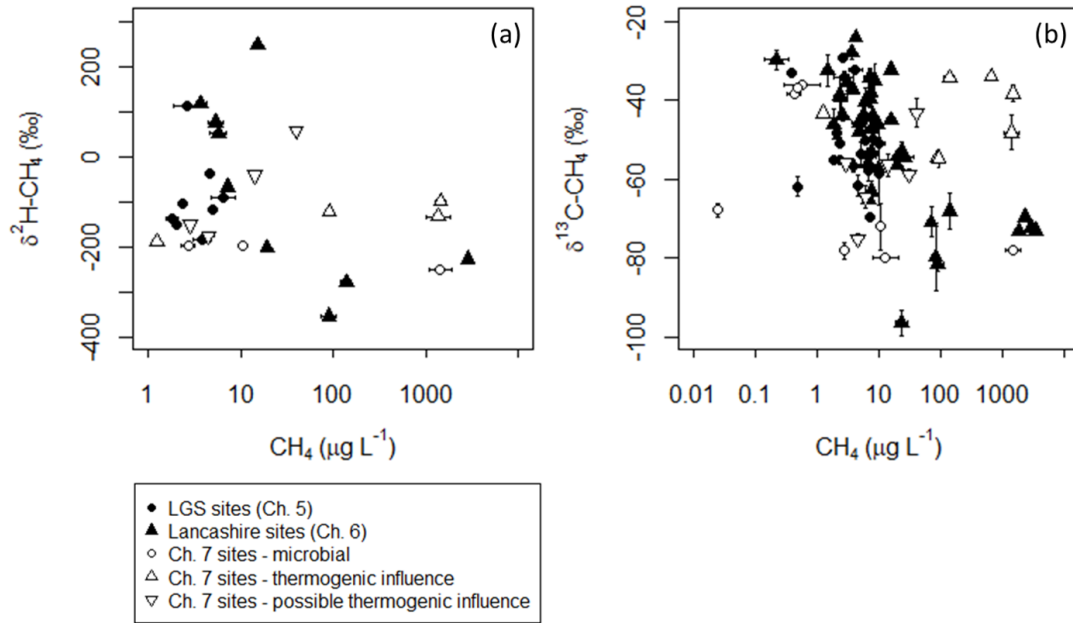 (a)
200
0
-200
-400
δ²H-CH₄ (‰)
1 10 100 1000
CH₄ (µg L⁻¹)
(b)
-20
-40
-60
-80
-100
δ¹³C-CH₄ (‰)
0.01 0.1 1 10 100 1000
CH₄ (µg L⁻¹)
LGS sites (Ch. 5)
Lancashire sites (Ch. 6)
Ch. 7 sites - microbial
Ch. 7 sites - thermogenic influence
Ch. 7 sites - possible thermogenic influence